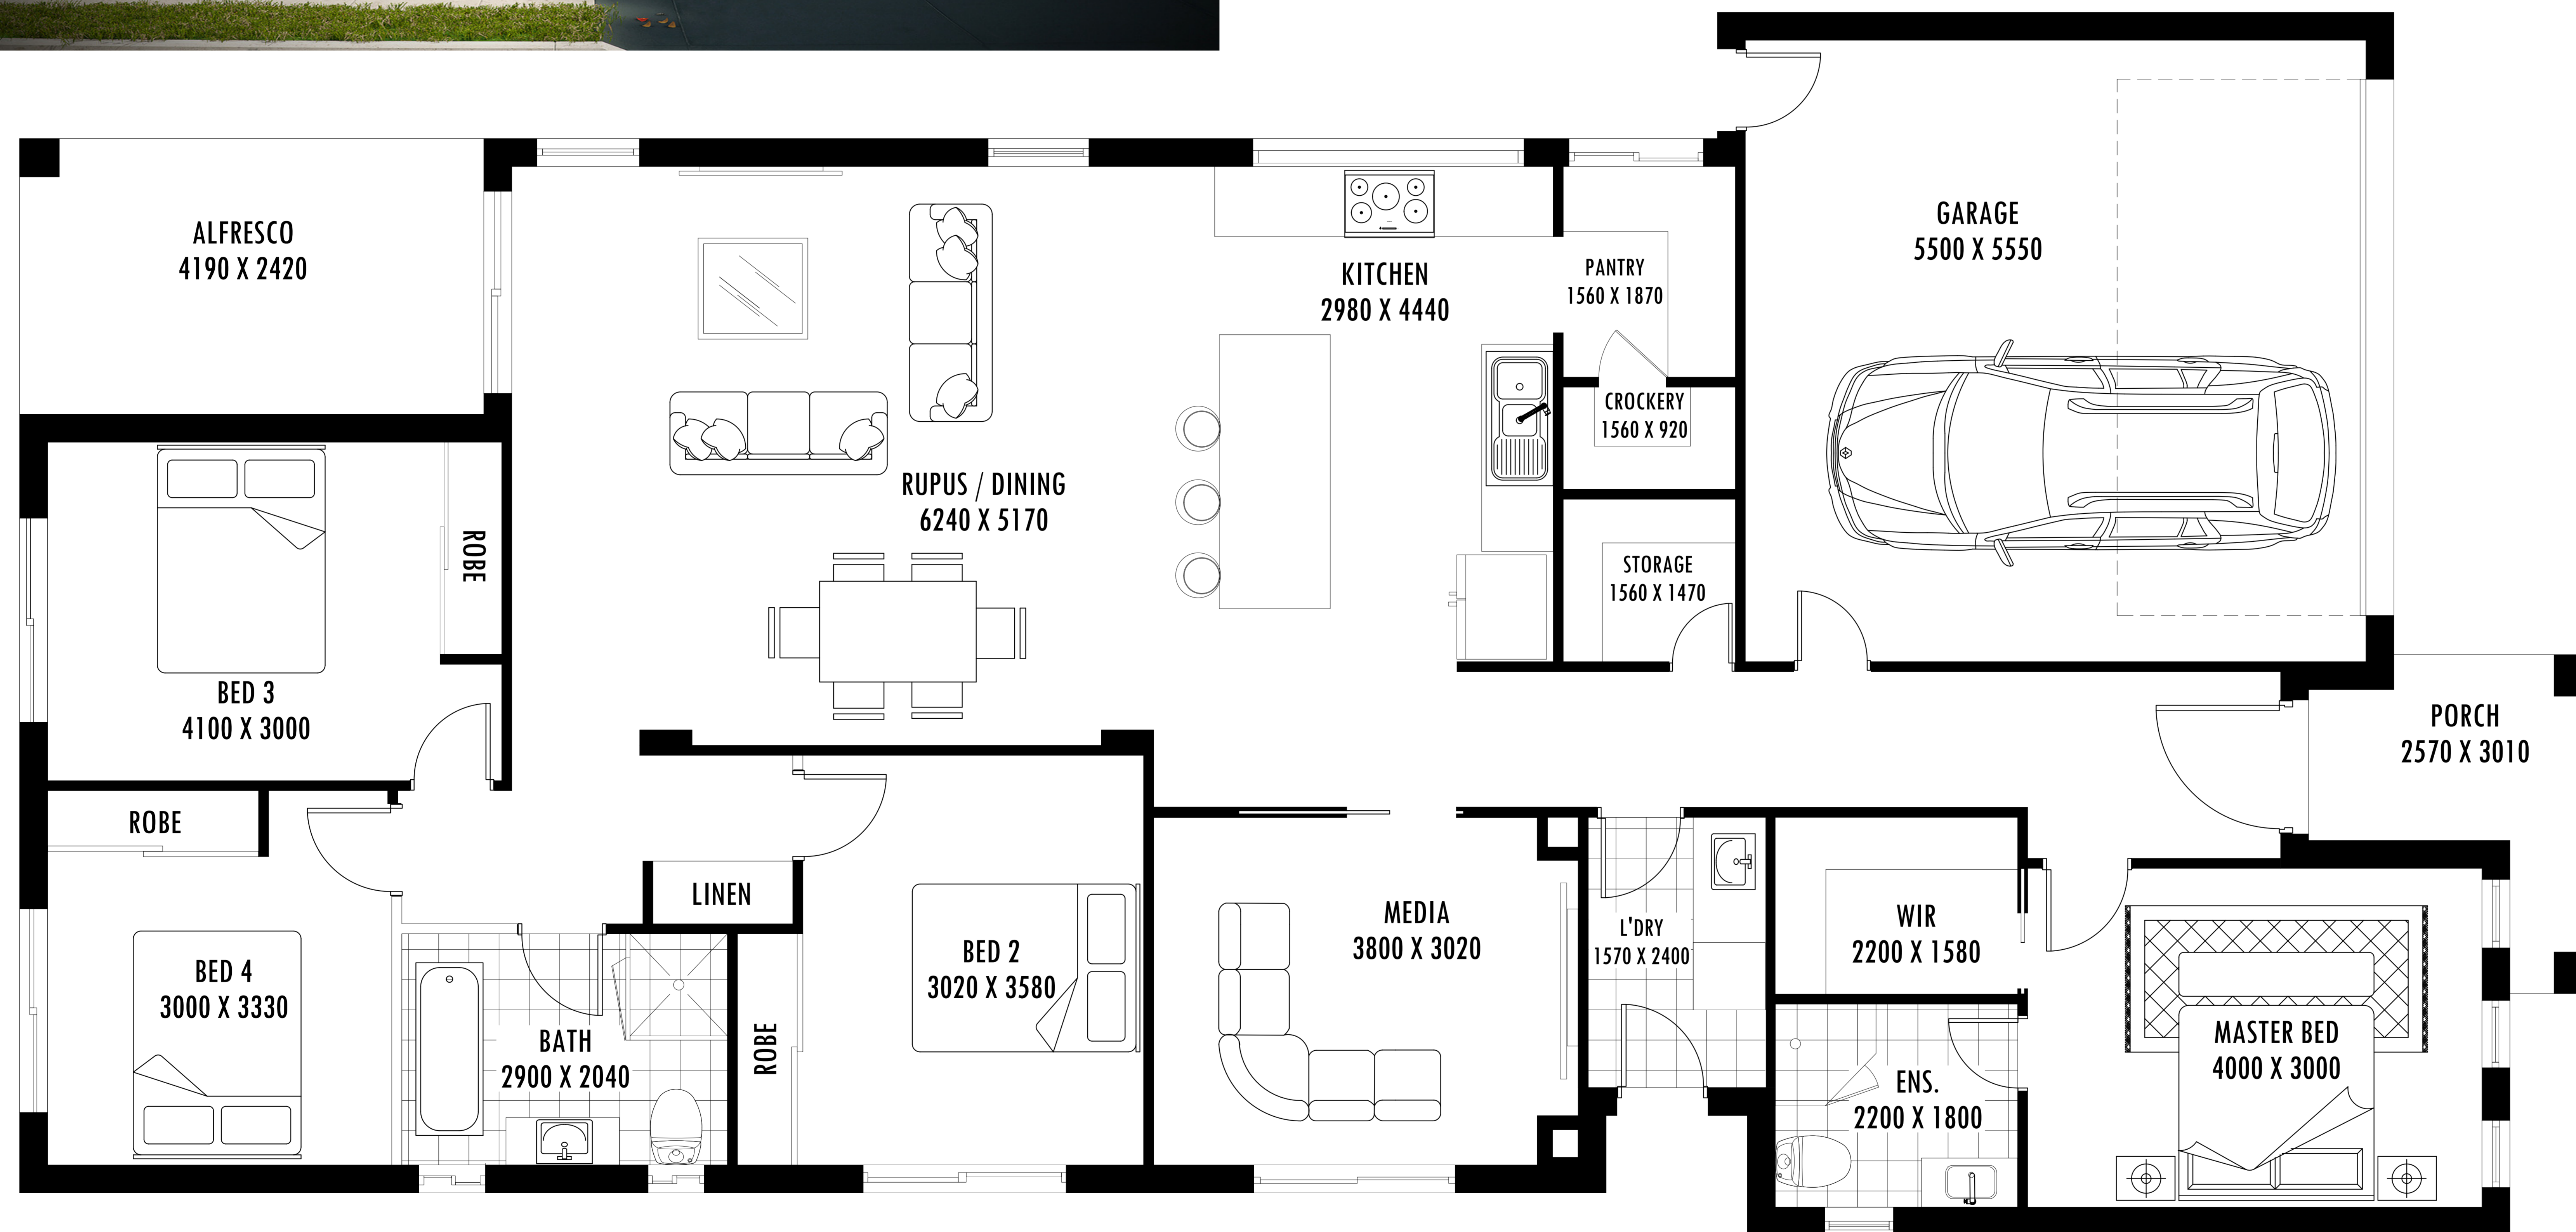 ALFRESCO
4190 X 2420
GARAGE
5500 X 5550
KITCHEN
2980 X 4440
PANTRY
1560 X 1870
CROCKERY
1560 X 920
RUPUS / DINING
6240 X 5170
ROBE
STORAGE
1560 X 1470
BED 3
4100 X 3000
PORCH
2570 X 3010
ROBE
LINEN
BED 4
3000 X 3330
BATH
2900 X 2040
ROBE
BED 2
3020 X 3580
MEDIA
3800 X 3020
L'DRY
1570 X 2400
WIR
2200 X 1580
ENS.
2200 X 1800
MASTER BED
4000 X 3000